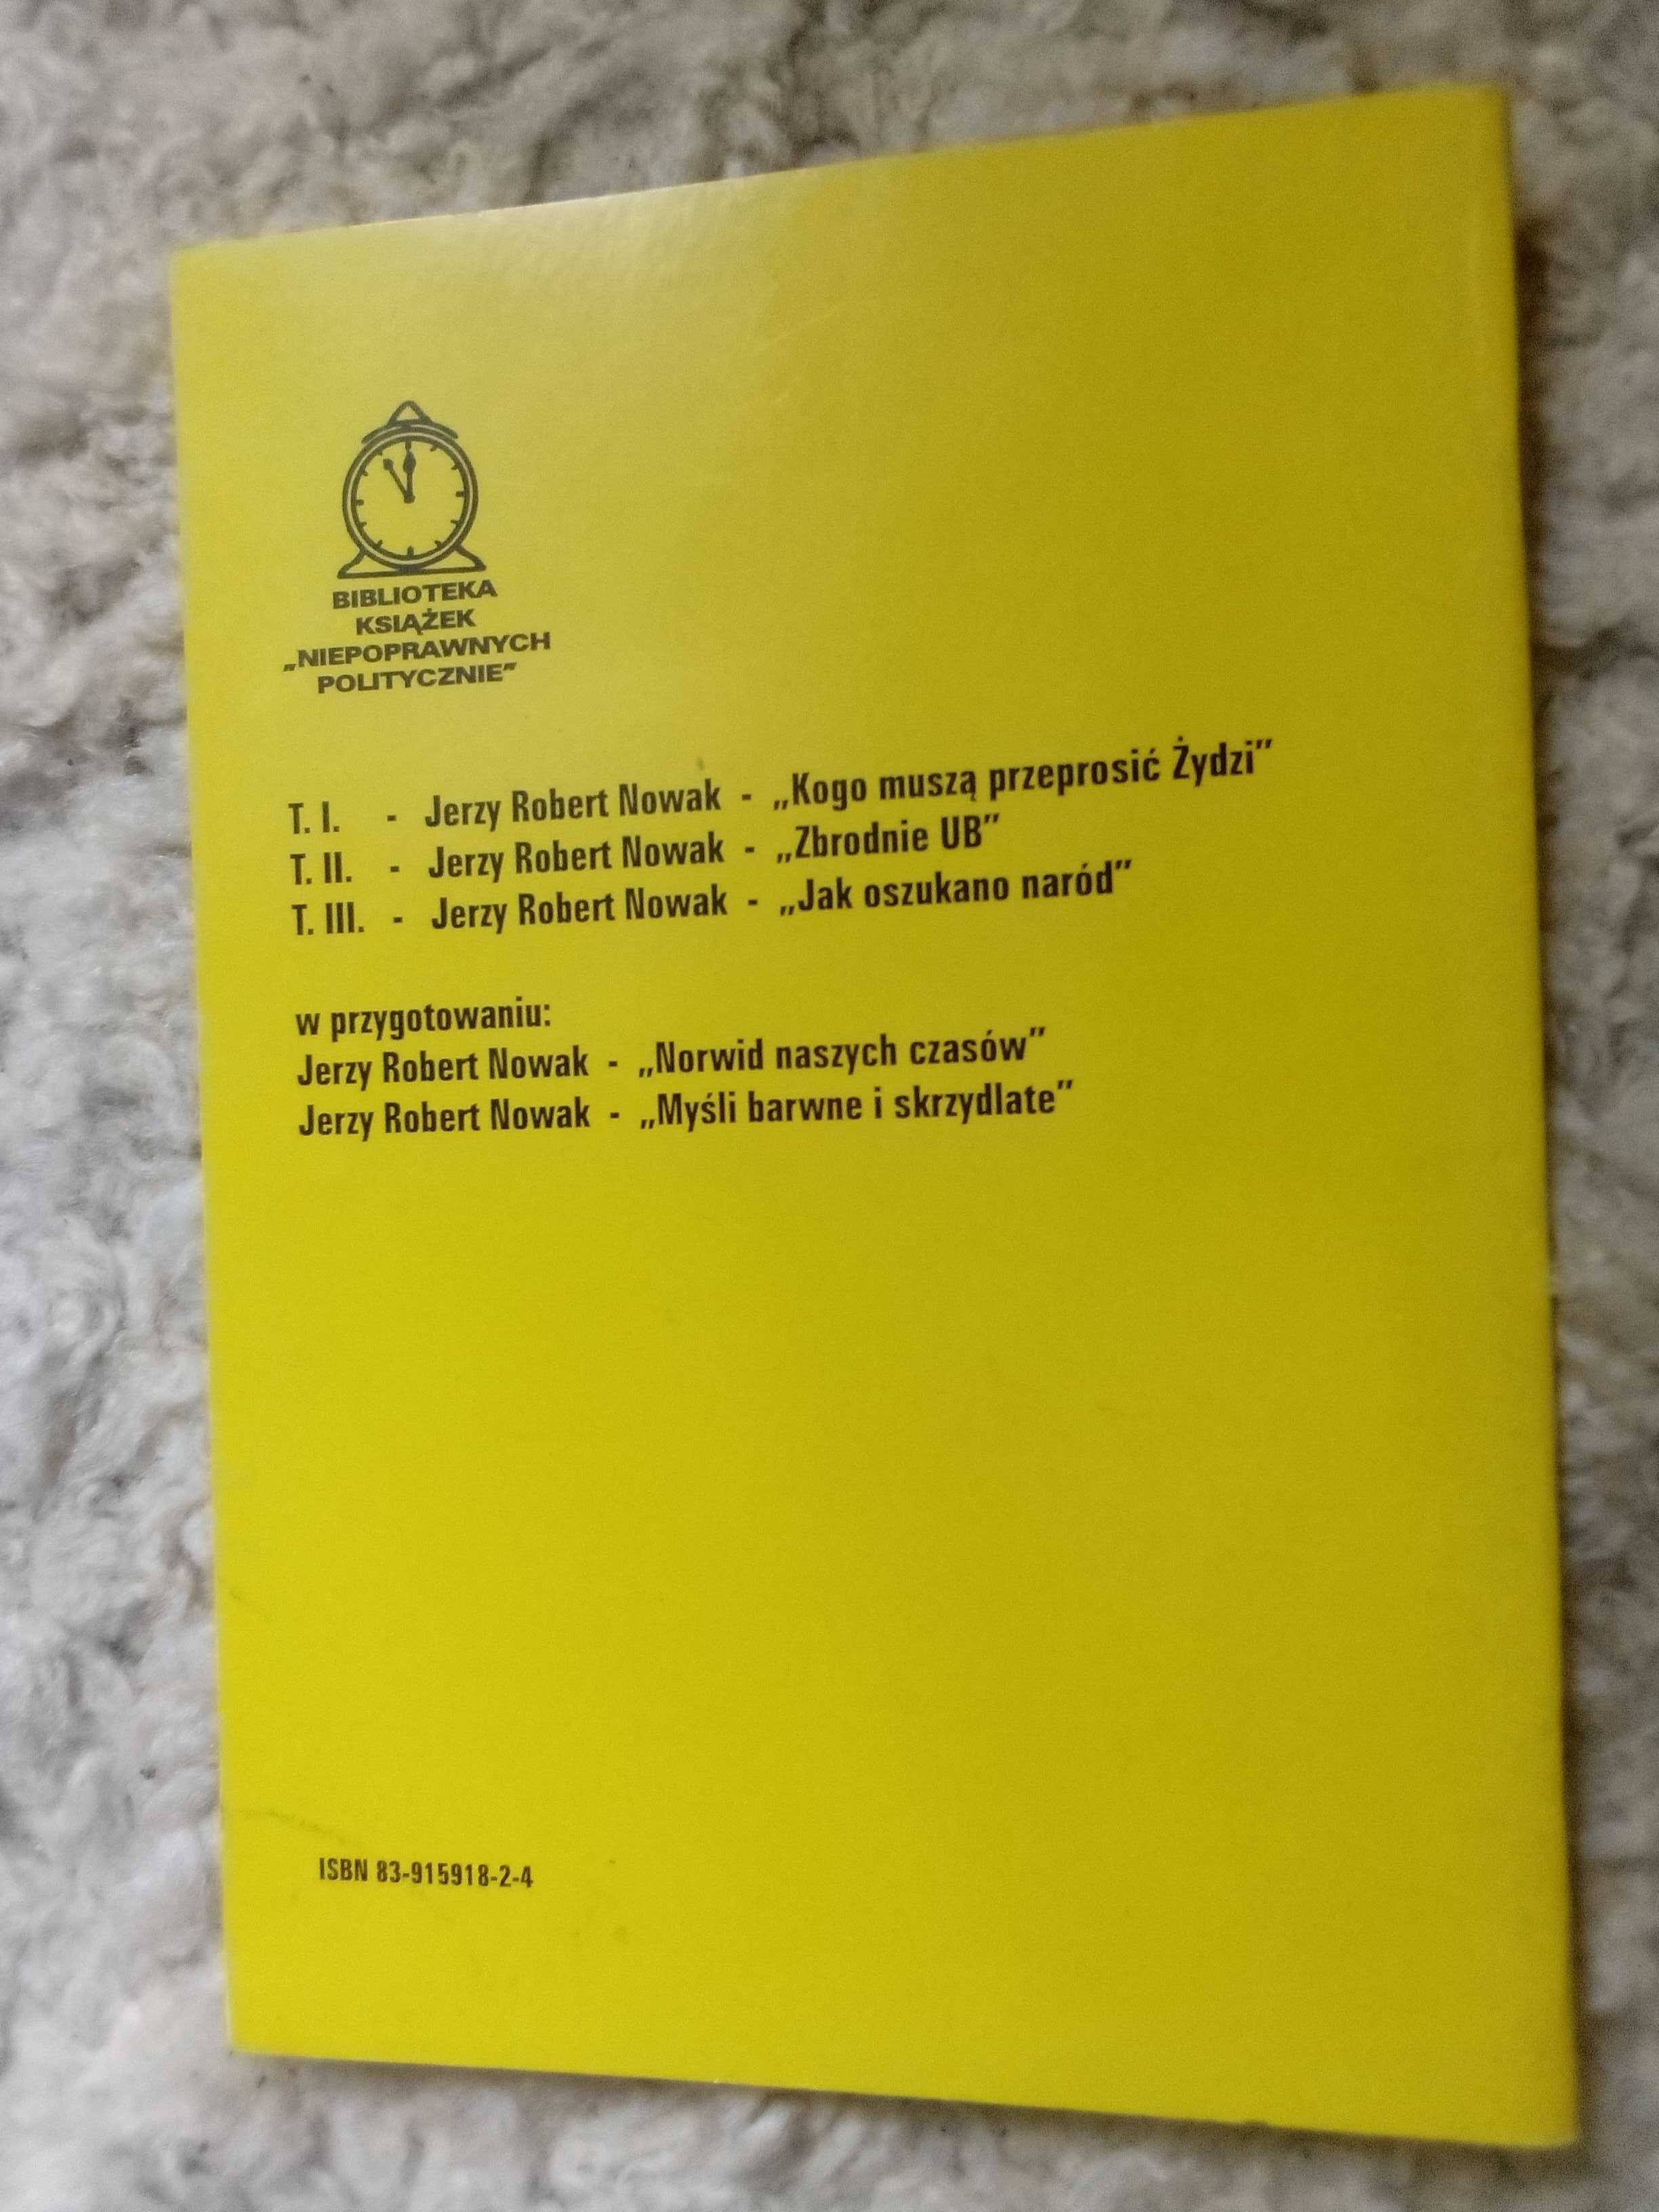 BIBLIOTEKA
KSIĄŻEK
„NIEPOPRAWNYCH
POLITYCZNIE”
T. I. - Jerzy Robert Nowak - „Kogo muszą przeprosić Żydzi”
T. II. - Jerzy Robert Nowak - „Zbrodnie UB”
T. III. - Jerzy Robert Nowak - „Jak oszukano naród”
w przygotowaniu:
Jerzy Robert Nowak - „Norwid naszych czasów”
Jerzy Robert Nowak - „Myśli barwne i skrzydlate”
ISBN 83-915918-2-4